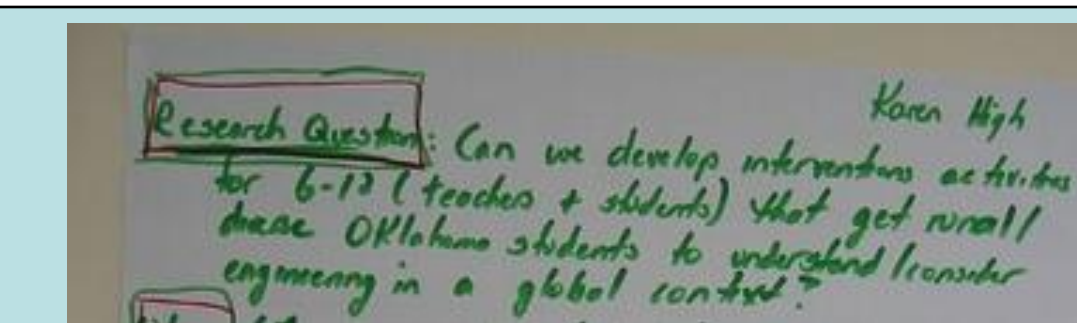 Karen High
Research Question: Can we develop interventions activities
for 6-12 (teachers + students) that get rural/
diverse Oklahoma students to understand/consider
engineering in a global context?